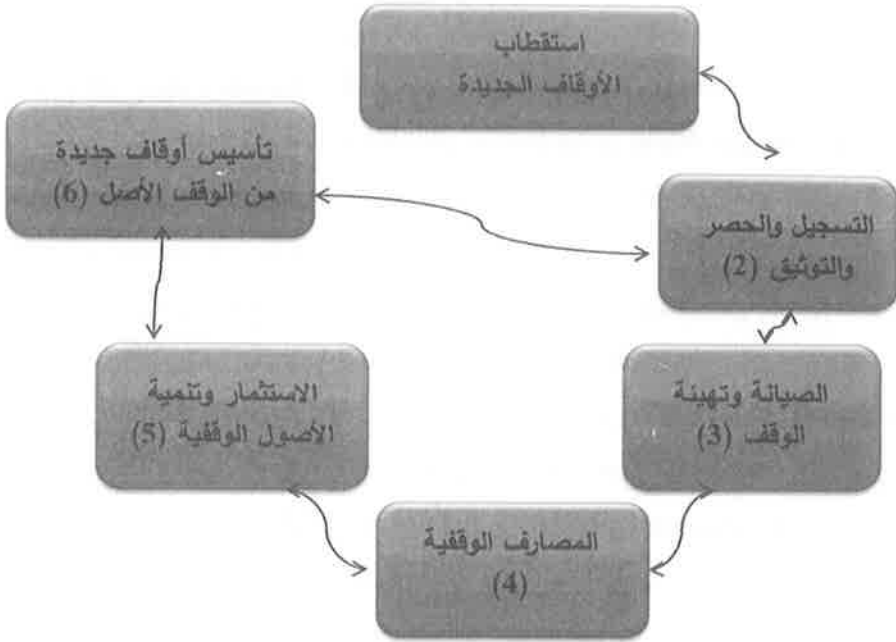 استقطاب
الأوقاف الجديدة
التسجيل والحصر
والتوثيق (2)
الصيانة وتهيئة
الوقف (3)
المصارف الوقفية
(4)
الاستثمار وتنمية
الأصول الوقفية (5)
تأسيس أوقاف جديدة
من الوقف الأصل (6)